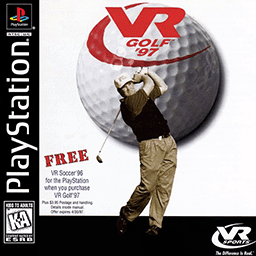 PlayStation
VR
GOLF
'97
FREE
VR Soccer '96
for the PlayStation
when you purchase
VR Golf '97
Plus $3.95 Postage and handling.
Details inside manual.
Offer expires 4/30/97
KIDS TO ADULTS
KA
ESRB
VR
SPORTS
The Difference Is Real.